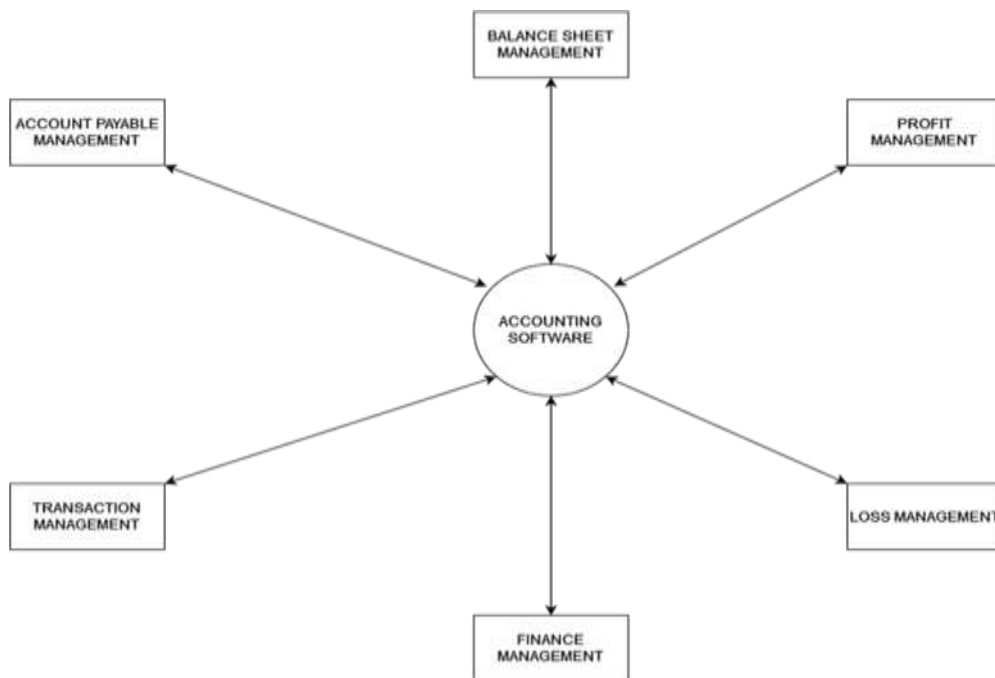 BALANCE SHEET
MANAGEMENT
ACCOUNT PAYABLE
MANAGEMENT
PROFIT
MANAGEMENT
ACCOUNTING
SOFTWARE
TRANSACTION
MANAGEMENT
LOSS MANAGEMENT
FINANCE
MANAGEMENT